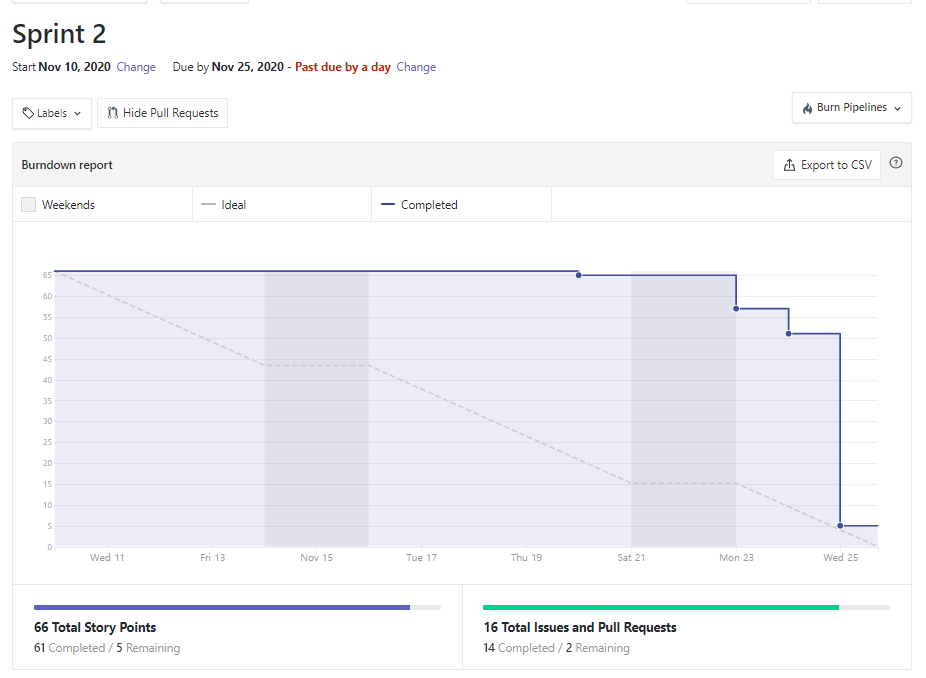 Sprint 2
Start Nov 10, 2020 Change Due by Nov 25, 2020 - Past due by a day Change
Labels Hide Pull Requests Burn Pipelines
Burndown report Export to CSV
Weekends Ideal Completed
65
60
55
50
45
40
35
30
25
20
15
10
5
0
Wed 11 Fri 13 Nov 15 Tue 17 Thu 19 Sat 21 Mon 23 Wed 25
66 Total Story Points 16 Total Issues and Pull Requests
61 Completed / 5 Remaining 14 Completed / 2 Remaining